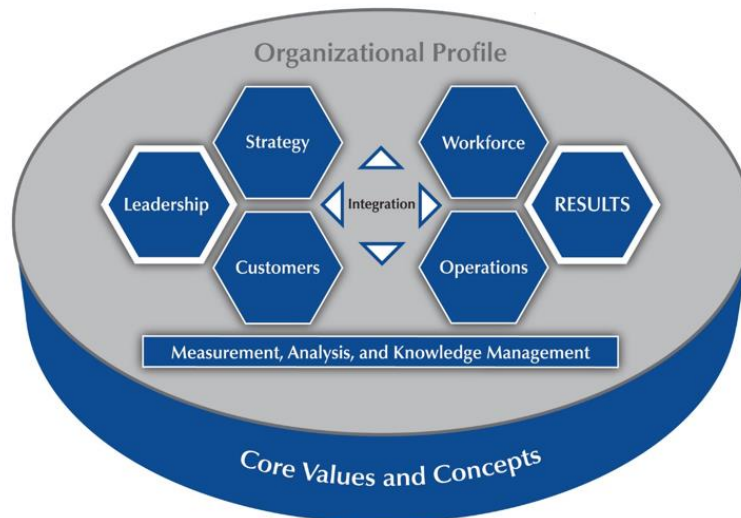 Organizational Profile
Strategy
Workforce
Leadership
Integration
RESULTS
Customers
Operations
Measurement, Analysis, and Knowledge Management
Core Values and Concepts